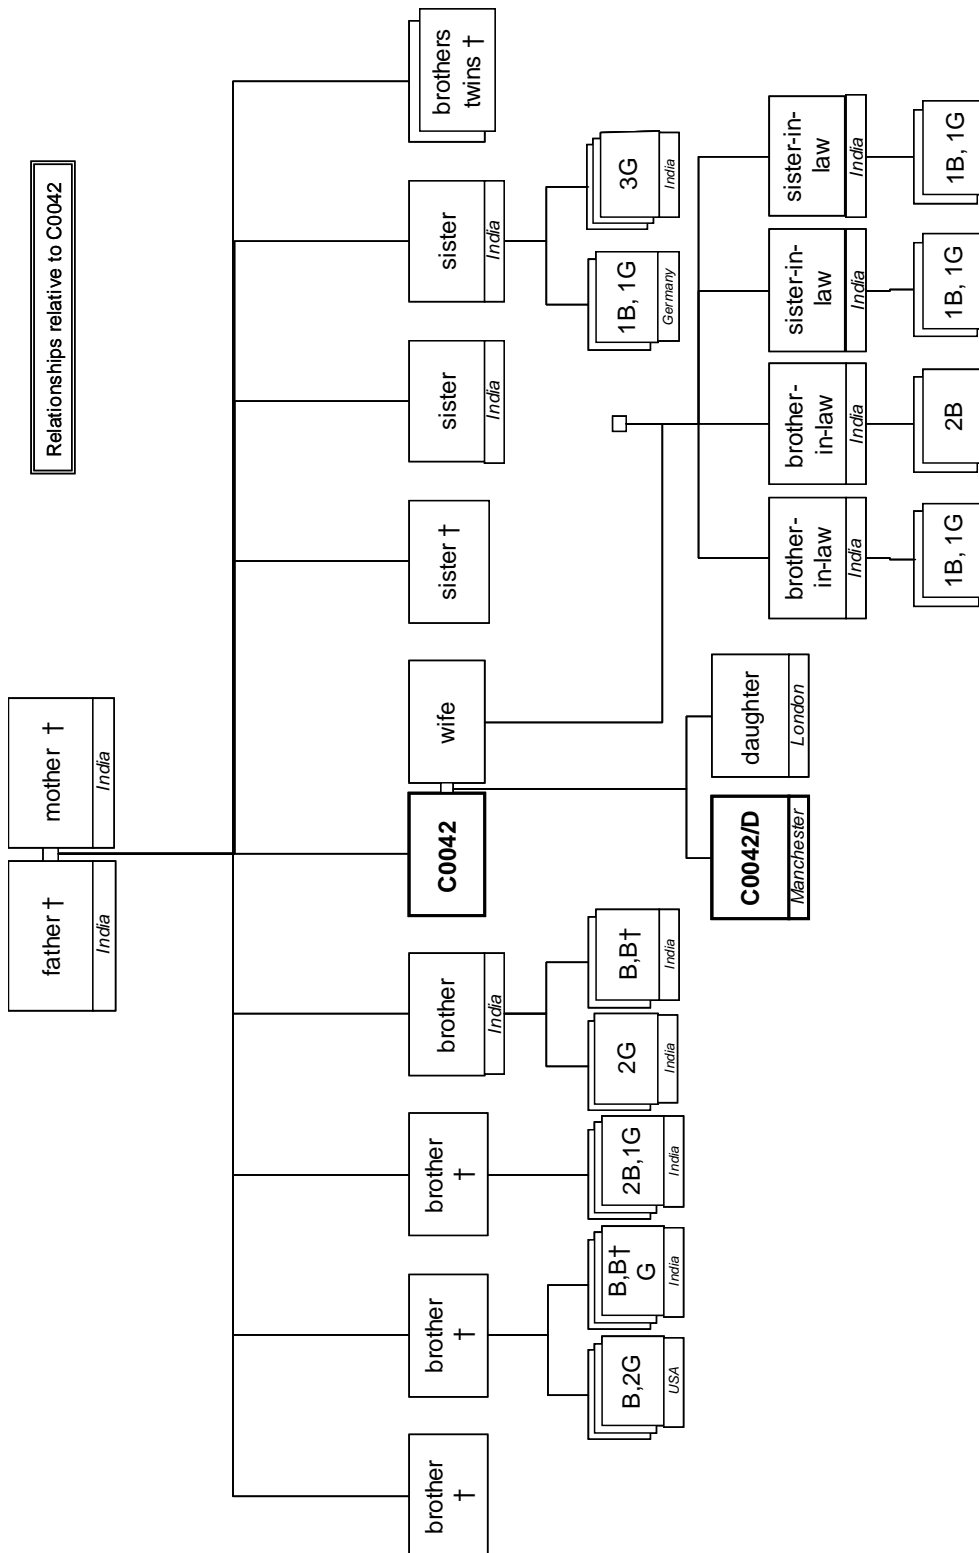 Relationships relative to C0042
father †
India
mother †
India
brother
†
brother
†
brother
†
brother
India
C0042
wife
sister †
sister
India
sister
India
brothers
twins †
B,2G
USA
B,B†
G
India
2B,1G
India
2G
India
B,B†
India
C0042/D
Manchester
daughter
London
1B, 1G
Germany
3G
India
brother-
in-law
India
brother-
in-law
India
sister-in-
law
India
sister-in-
law
India
1B, 1G
2B
1B, 1G
1B, 1G